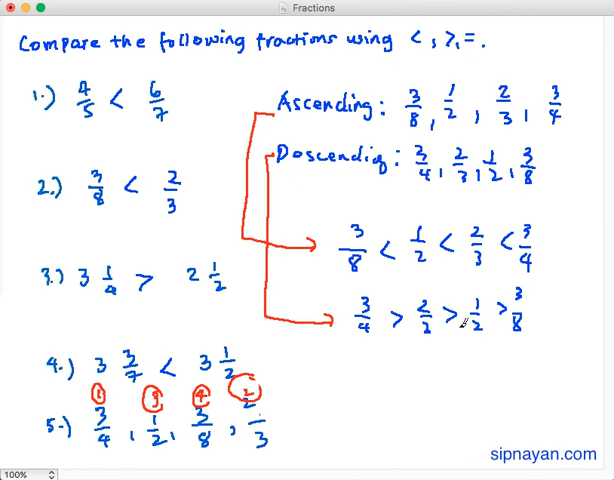 Fractions
Compare the following fractions using <, >, =.
1.) 4/5 < 6/7
Ascending: 3/8, 1/2, 2/3, 3/4
Descending: 3/4, 2/3, 1/2, 3/8
2.) 3/8 < 2/3
3/8 < 1/2 < 2/3 < 3/4
3.) 3 1/4 > 2 1/2
3/4 > 2/2 > 1/2 > 3/8
4.) 3 3/7 < 3 1/2
1 3 4 2
5.) 3/4, 1/2, 3/8, /3
sipnayan.com
100%